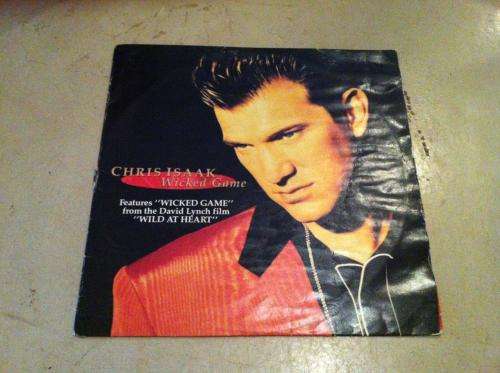 CHRIS ISAAK
Wicked Game
Features "WICKED GAME"
from the David Lynch film
"WILD AT HEART"